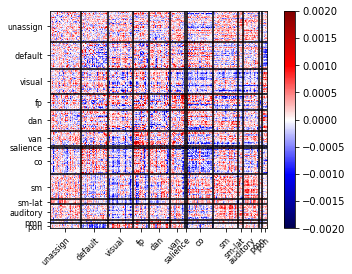 unassign
default
visual
fp
dan
van
salience
co
sm
sm-lat
auditory
pmn
pon
unassign
default
visual
fp
dan
van
salience
co
sm
sm-lat
auditory
0.0020
0.0015
0.0010
0.0005
0.0000
−0.0005
−0.0010
−0.0015
−0.0020